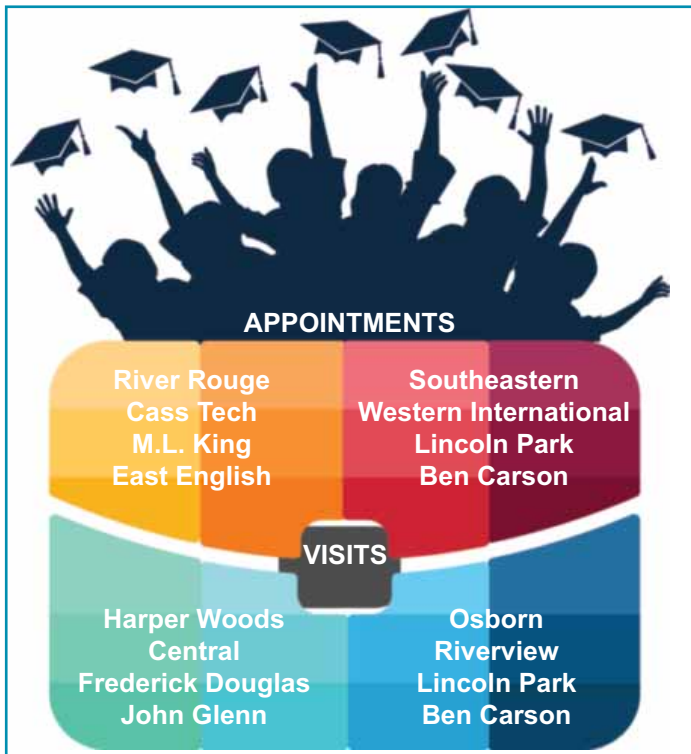 APPOINTMENTS
River Rouge
Cass Tech
M.L. King
East English
Southeastern
Western International
Lincoln Park
Ben Carson
VISITS
Harper Woods
Central
Frederick Douglas
John Glenn
Osborn
Riverview
Lincoln Park
Ben Carson